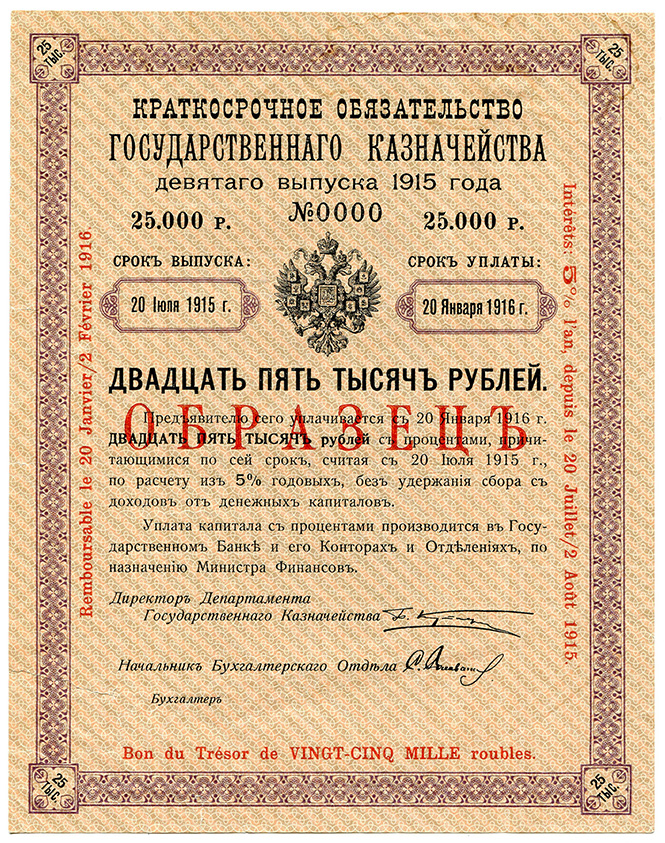 25 ТЫС.
25 ТЫС.
КРАТКОСРОЧНОЕ ОБЯЗАТЕЛЬСТВО
ГОСУДАРСТВЕННАГО КАЗНАЧЕЙСТВА
девятаго выпуска 1915 года
25.000 р. №0000 25.000 р.
СРОКЪ ВЫПУСКА: СРОКЪ УПЛАТЫ:
20 Іюля 1915 г. 20 Января 1916 г.
ДВАДЦАТЬ ПЯТЬ ТЫСЯЧЪ РУБЛЕЙ.
ОБРАЗЕЦЪ
Предъявителю сего уплачивается съ 20 Января 1916 г.
ДВАДЦАТЬ ПЯТЬ ТЫСЯЧЪ рублей съ процентами, причи-
тающимися по сей срокъ, считая съ 20 Іюля 1915 г.,
по расчету изъ 5% годовыхъ, безъ удержанія сбора съ
доходовъ отъ денежныхъ капиталовъ.
Уплата капитала съ процентами производится въ Госу-
дарственномъ Банкѣ и его Конторахъ и Отдѣленіяхъ, по
назначенію Министра Финансовъ.
Директоръ Департамента
Государственнаго Казначейства
Начальникъ Бухгалтерскаго Отдѣла
Бухгалтеръ
Bon du Trésor de VINGT-CINQ MILLE roubles.
Remboursable le 20 Janvier/2 Février 1916
Intérêts: 5% l'an, depuis le 20 Juillet/2 Août 1915.
25 ТЫС.
25 ТЫС.